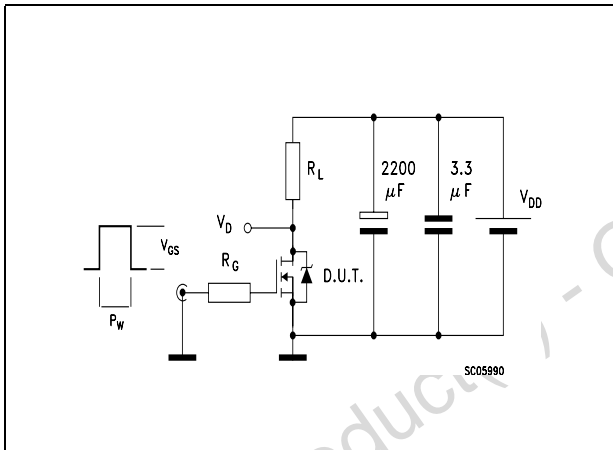 R_L
2200
μF
3.3
μF
V_DD
V_D
V_GS
R_G
D.U.T.
P_W
SC05990